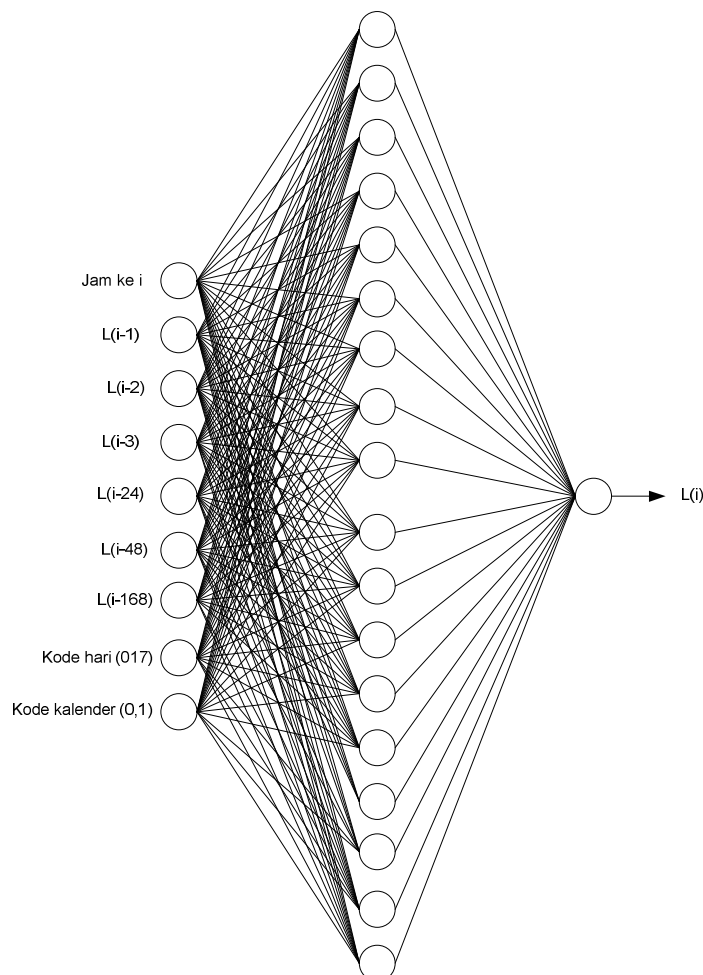 Jam ke i
L(i-1)
L(i-2)
L(i-3)
L(i-24)
L(i-48)
L(i-168)
Kode hari (017)
Kode kalender (0,1)
L(i)